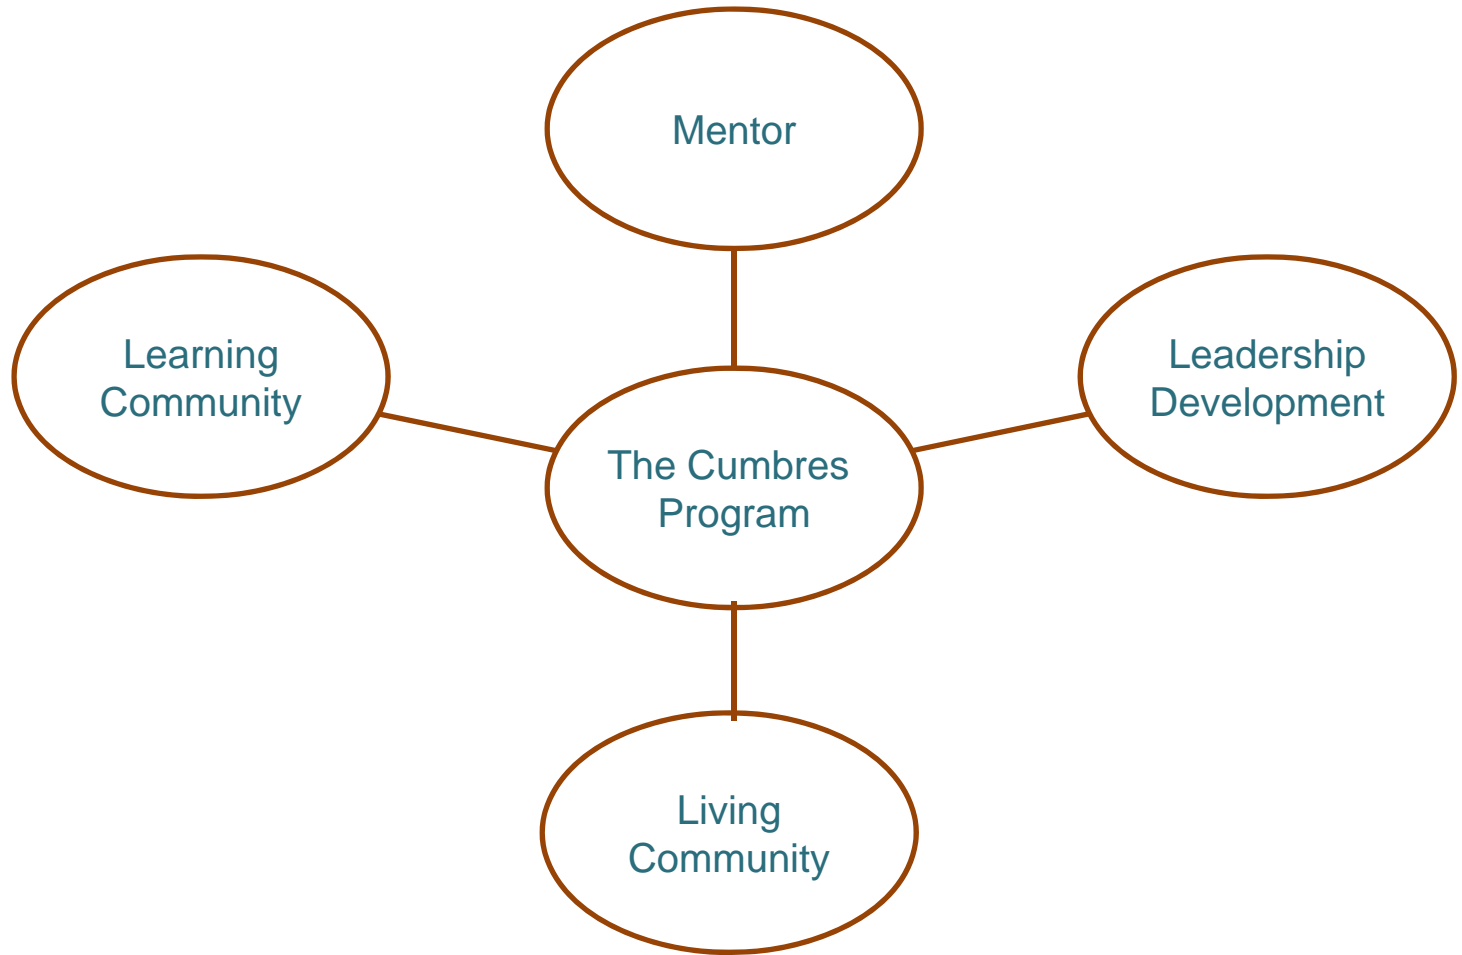 Mentor
Learning
Community
Leadership
Development
The Cumbres
Program
Living
Community